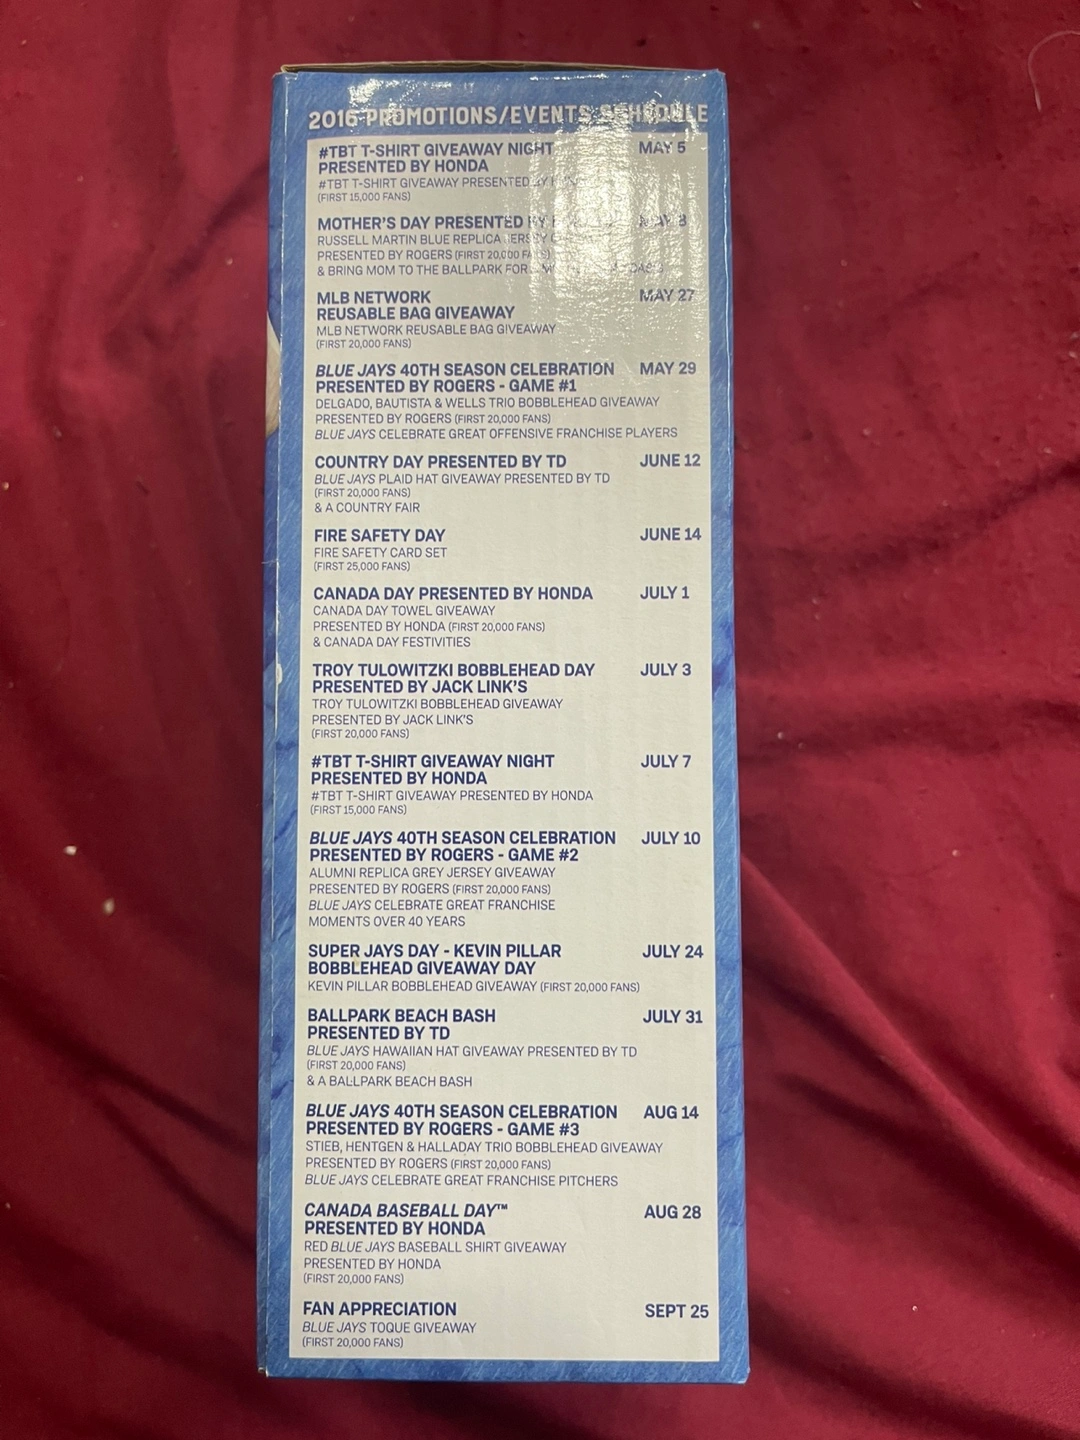 2016 PROMOTIONS/EVENTS SCHEDULE
#TBT T-SHIRT GIVEAWAY NIGHT MAY 5
PRESENTED BY HONDA
#TBT T-SHIRT GIVEAWAY PRESENTED BY
(FIRST 15,000 FANS)
MOTHER'S DAY PRESENTED BY MAY 8
RUSSELL MARTIN BLUE REPLICA JERSEY
PRESENTED BY ROGERS (FIRST 20,000 FANS)
& BRING MOM TO THE BALLPARK FOR
MLB NETWORK MAY 27
REUSABLE BAG GIVEAWAY
MLB NETWORK REUSABLE BAG GIVEAWAY
(FIRST 20,000 FANS)
BLUE JAYS 40TH SEASON CELEBRATION MAY 29
PRESENTED BY ROGERS - GAME #1
DELGADO, BAUTISTA & WELLS TRIO BOBBLEHEAD GIVEAWAY
PRESENTED BY ROGERS (FIRST 20,000 FANS)
BLUE JAYS CELEBRATE GREAT OFFENSIVE FRANCHISE PLAYERS
COUNTRY DAY PRESENTED BY TD JUNE 12
BLUE JAYS PLAID HAT GIVEAWAY PRESENTED BY TD
(FIRST 20,000 FANS)
& A COUNTRY FAIR
FIRE SAFETY DAY JUNE 14
FIRE SAFETY CARD SET
(FIRST 25,000 FANS)
CANADA DAY PRESENTED BY HONDA JULY 1
CANADA DAY TOWEL GIVEAWAY
PRESENTED BY HONDA (FIRST 20,000 FANS)
& CANADA DAY FESTIVITIES
TROY TULOWITZKI BOBBLEHEAD DAY JULY 3
PRESENTED BY JACK LINK'S
TROY TULOWITZKI BOBBLEHEAD GIVEAWAY
PRESENTED BY JACK LINK'S
(FIRST 20,000 FANS)
#TBT T-SHIRT GIVEAWAY NIGHT JULY 7
PRESENTED BY HONDA
#TBT T-SHIRT GIVEAWAY PRESENTED BY HONDA
(FIRST 15,000 FANS)
BLUE JAYS 40TH SEASON CELEBRATION JULY 10
PRESENTED BY ROGERS - GAME #2
ALUMNI REPLICA GREY JERSEY GIVEAWAY
PRESENTED BY ROGERS (FIRST 20,000 FANS)
BLUE JAYS CELEBRATE GREAT FRANCHISE
MOMENTS OVER 40 YEARS
SUPER JAYS DAY - KEVIN PILLAR JULY 24
BOBBLEHEAD GIVEAWAY DAY
KEVIN PILLAR BOBBLEHEAD GIVEAWAY (FIRST 20,000 FANS)
BALLPARK BEACH BASH JULY 31
PRESENTED BY TD
BLUE JAYS HAWAIIAN HAT GIVEAWAY PRESENTED BY TD
(FIRST 20,000 FANS)
& A BALLPARK BEACH BASH
BLUE JAYS 40TH SEASON CELEBRATION AUG 14
PRESENTED BY ROGERS - GAME #3
STIEB, HENTGEN & HALLADAY TRIO BOBBLEHEAD GIVEAWAY
PRESENTED BY ROGERS (FIRST 20,000 FANS)
BLUE JAYS CELEBRATE GREAT FRANCHISE PITCHERS
CANADA BASEBALL DAY™ AUG 28
PRESENTED BY HONDA
RED BLUE JAYS BASEBALL SHIRT GIVEAWAY
PRESENTED BY HONDA
(FIRST 20,000 FANS)
FAN APPRECIATION SEPT 25
BLUE JAYS TOQUE GIVEAWAY
(FIRST 20,000 FANS)